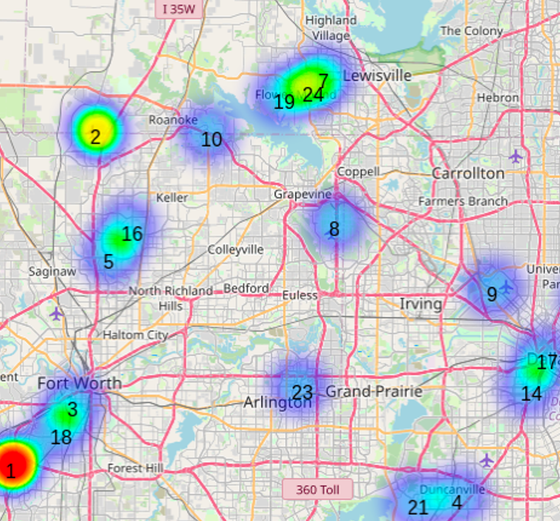 I 35W
Highland
Village
The Colony
7
Lewisville
19
24
Hebron
2
Roanoke
10
Coppell
Carrollton
Keller
Grapevine
Farmers Branch
16
8
5
Colleyville
Saginaw
North Richland
Hills
Bedford
Euless
9
Irving
Haltom City
17
Fort Worth
23
Grand Prairie
Arlington
14
3
18
1
Forest Hill
360 Toll
Duncanville
21
4